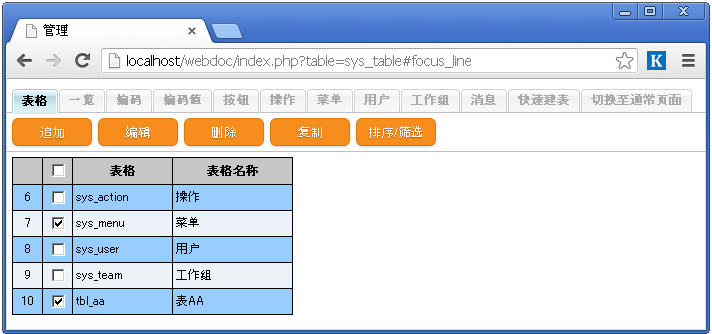 管理
localhost/webdoc/index.php?table=sys_table#focus_line
K
表格 一览 编码 编码值 按钮 操作 菜单 用户 工作组 消息 快速建表 切换至通常页面
追加 编辑 删除 复制 排序/筛选
表格 表格名称
6 sys_action 操作
7 sys_menu 菜单
8 sys_user 用户
9 sys_team 工作组
10 tbl_aa 表AA